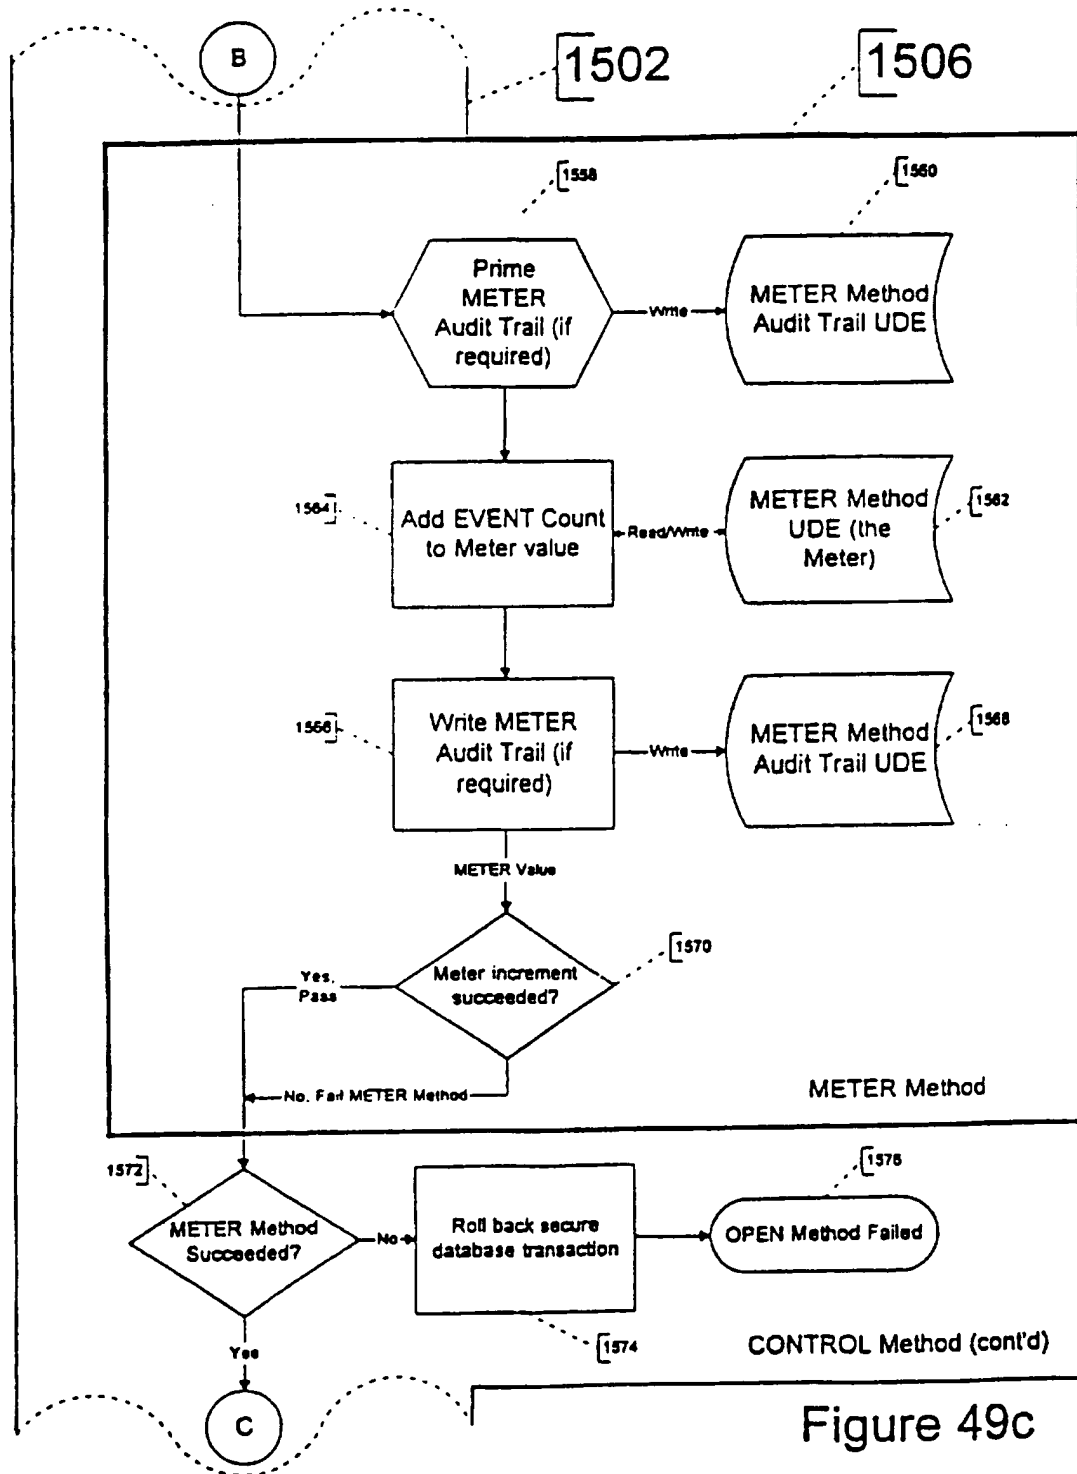 B
1502
1506
1558
1560
Prime
METER
Audit Trail (if
required)
Write
METER Method
Audit Trail UDE
1564
Add EVENT Count
to Meter value
Read/Write
METER Method
UDE (the
Meter)
1562
1566
Write METER
Audit Trail (if
required)
Write
METER Method
Audit Trail UDE
1568
METER Value
Meter increment
succeeded?
1570
Yes,
Pass
No, Fail METER Method
METER Method
1572
METER Method
Succeeded?
No
Roll back secure
database transaction
1576
OPEN Method Failed
Yes
1574
CONTROL Method (cont'd)
C
Figure 49c